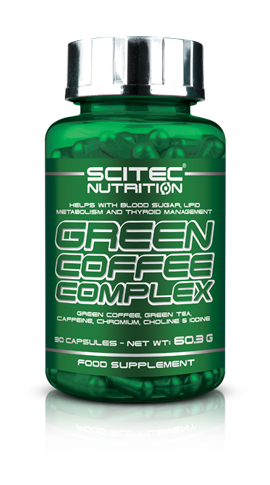 SCITEC®
NUTRITION
HELPS WITH BLOOD SUGAR, LIPID
METABOLISM AND THYROID MANAGEMENT
GREEN
COFFEE
COMPLEX
GREEN COFFEE, GREEN TEA,
CAFFEINE, CHROMIUM, CHOLINE & IODINE
90 CAPSULES - NET WT: 60.3 G
FOOD SUPPLEMENT